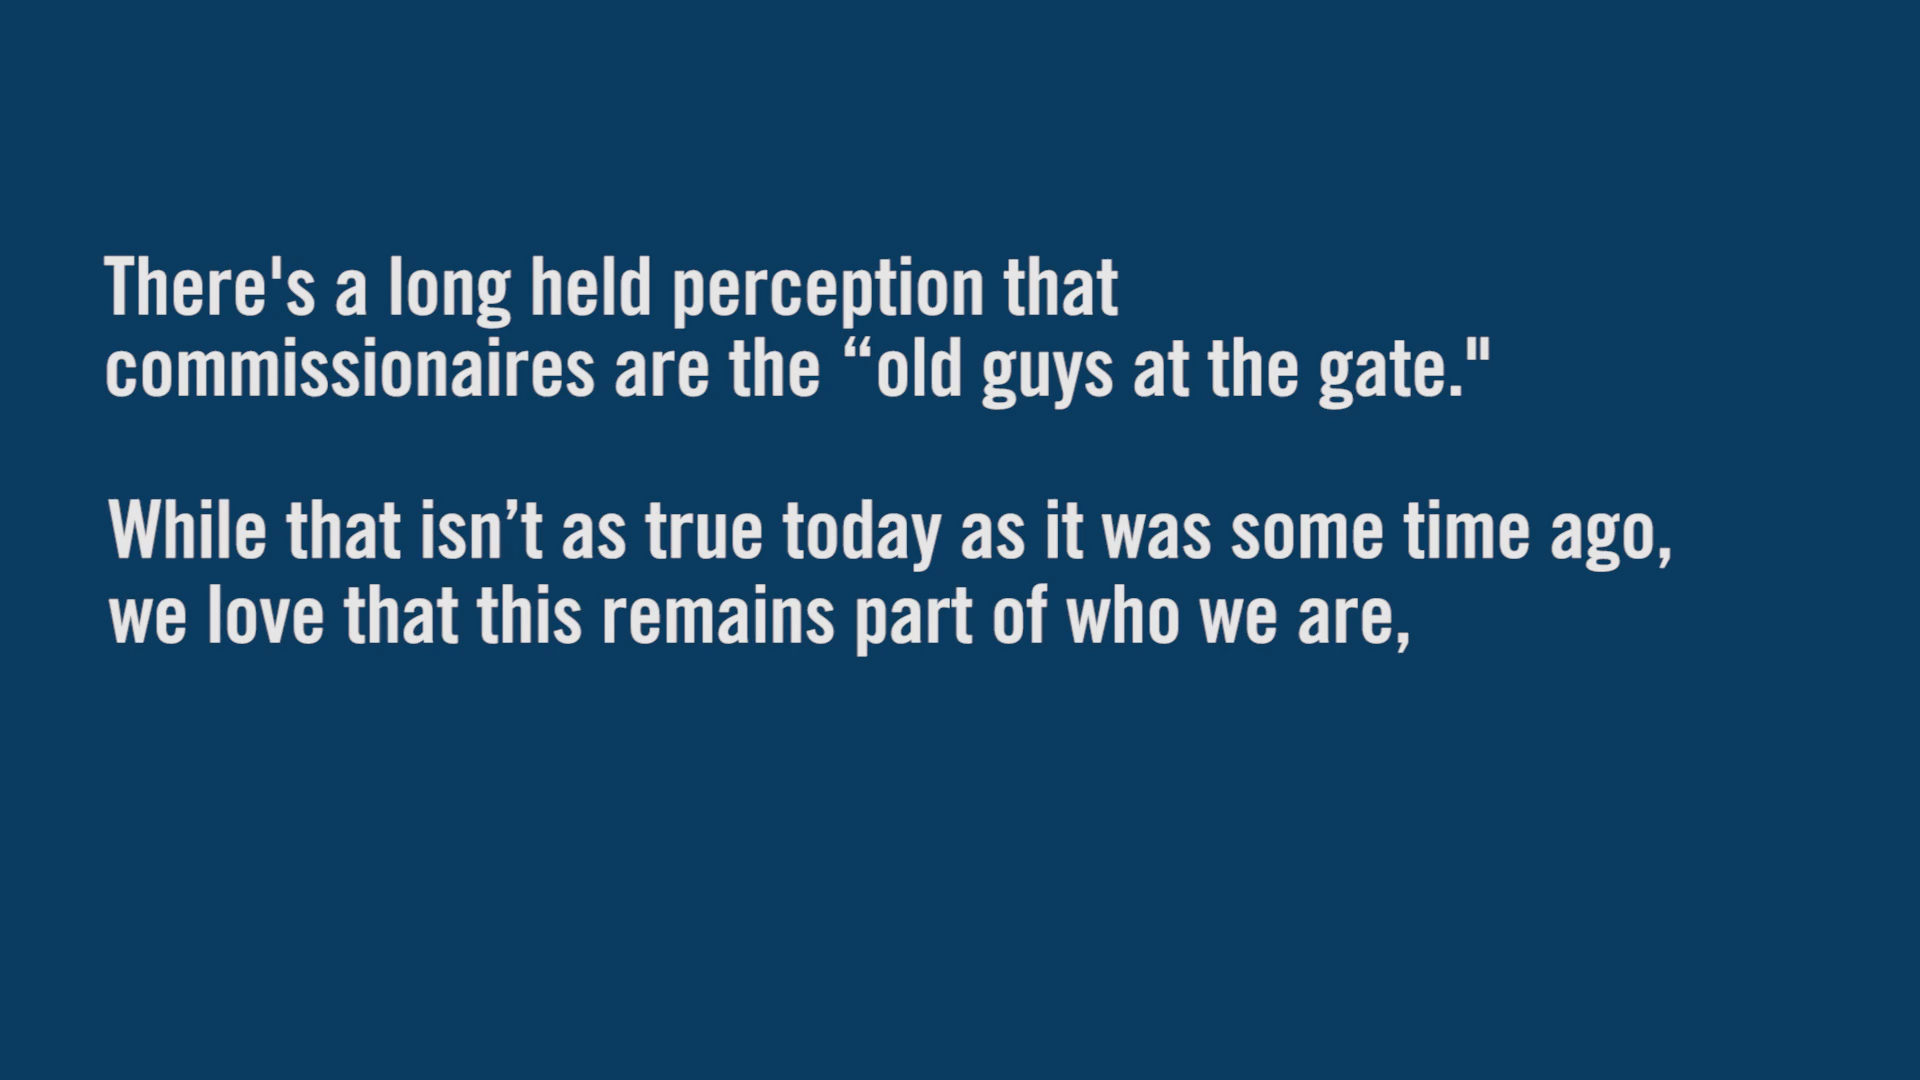 There's a long held perception that
commissionaires are the “old guys at the gate."
While that isn’t as true today as it was some time ago,
we love that this remains part of who we are,